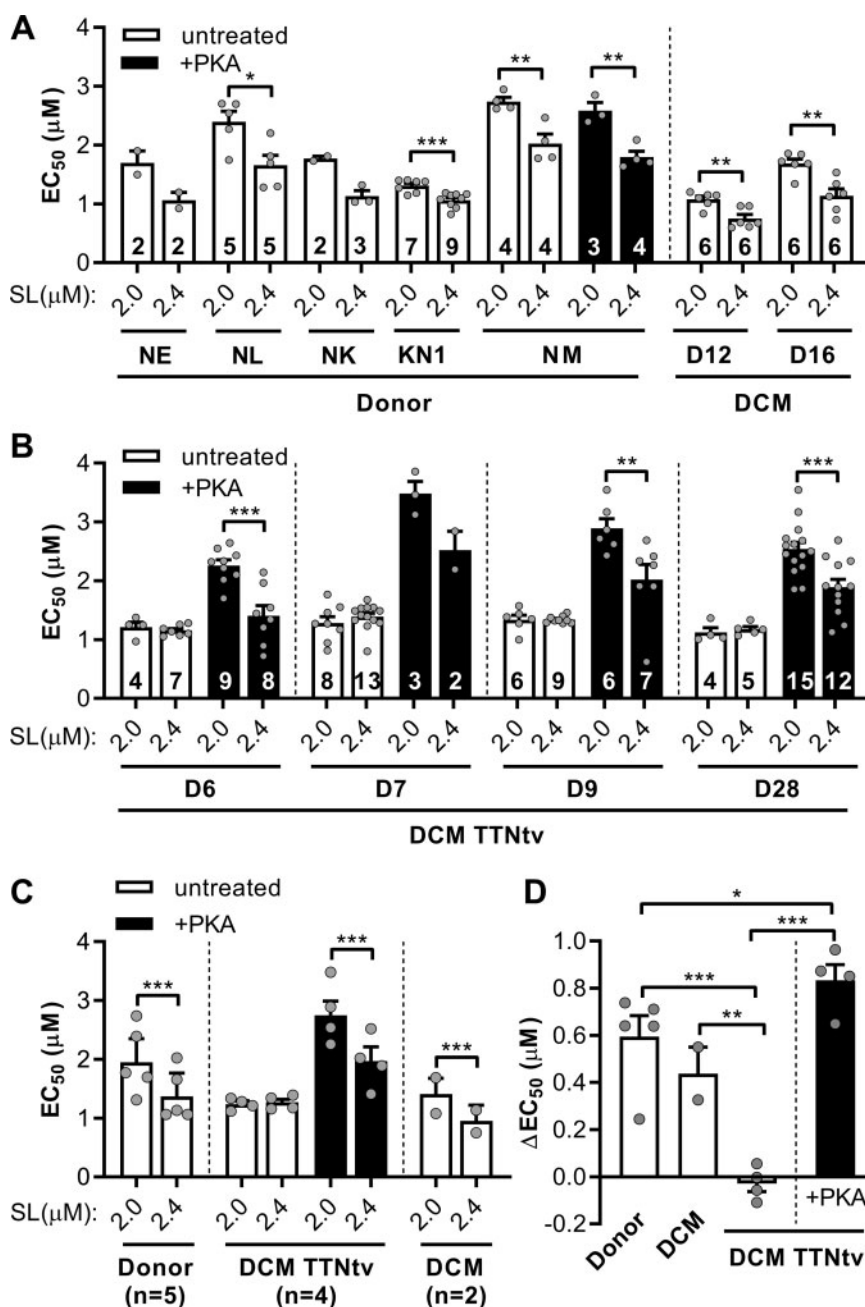 A
untreated
+PKA
EC50 (μM)
4
3
2
1
0
* *** ** ** ** **
2 2 5 5 2 3 7 9 4 4 3 4 6 6 6 6
SL(μM): 2.0 2.4 2.0 2.4 2.0 2.4 2.0 2.4 2.0 2.4 2.0 2.4 2.0 2.4 2.0 2.4
NE NL NK KN1 NM D12 D16
Donor DCM
B
untreated
+PKA
EC50 (μM)
4
3
2
1
0
*** ** ***
4 7 9 8 8 13 3 2 6 9 6 7 4 5 15 12
SL(μM): 2.0 2.4 2.0 2.4 2.0 2.4 2.0 2.4 2.0 2.4 2.0 2.4 2.0 2.4 2.0 2.4
D6 D7 D9 D28
DCM TTNtv
C
untreated
+PKA
EC50 (μM)
4
3
2
1
0
*** *** ***
SL(μM): 2.0 2.4 2.0 2.4 2.0 2.4 2.0 2.4
Donor DCM TTNtv DCM
(n=5) (n=4) (n=2)
D
ΔEC50 (μM)
1.0
0.8
0.6
0.4
0.2
0.0
-0.2
*
***
***
**
+PKA
Donor DCM DCM TTNtv